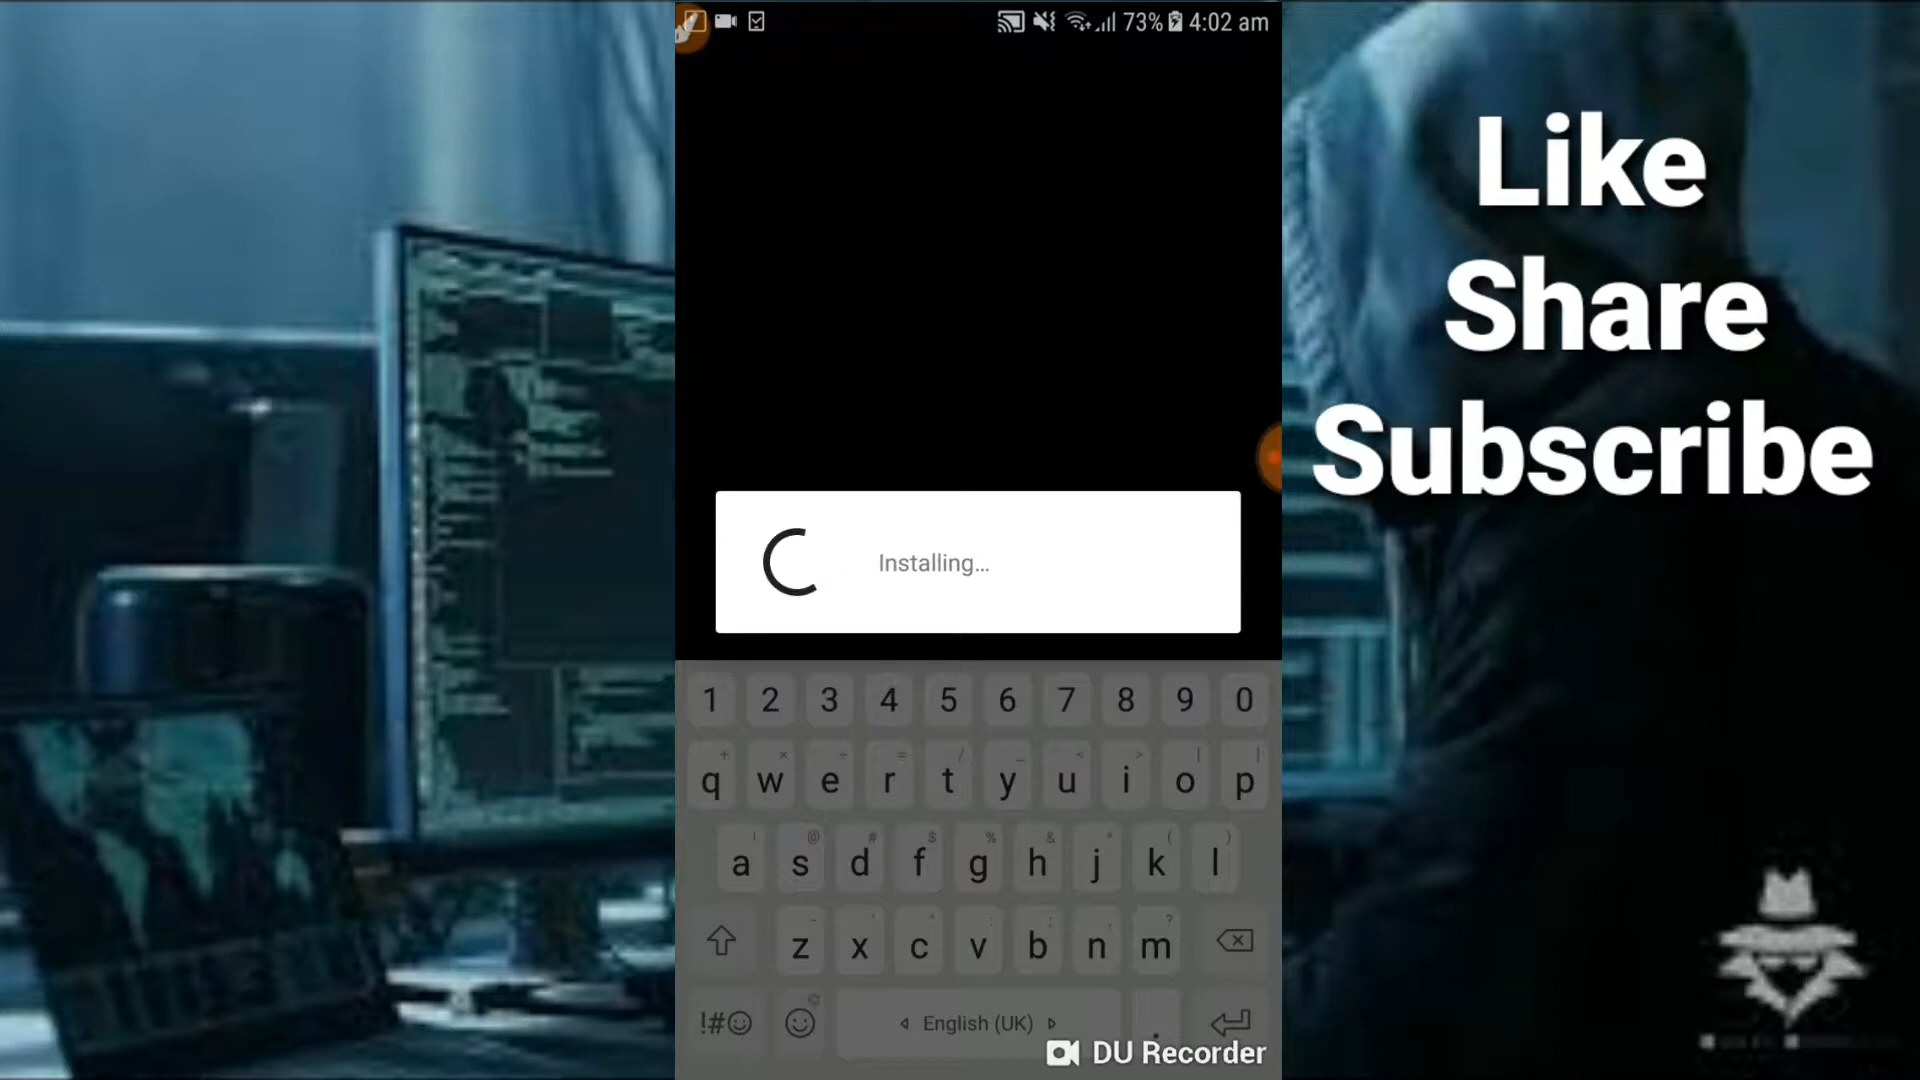 73% 4:02 am
Like
Share
Subscribe
Installing...
1 2 3 4 5 6 7 8 9 0
q w e r t y u i o p
a s d f g h j k l
z x c v b n m
!#☺ English (UK) .
DU Recorder